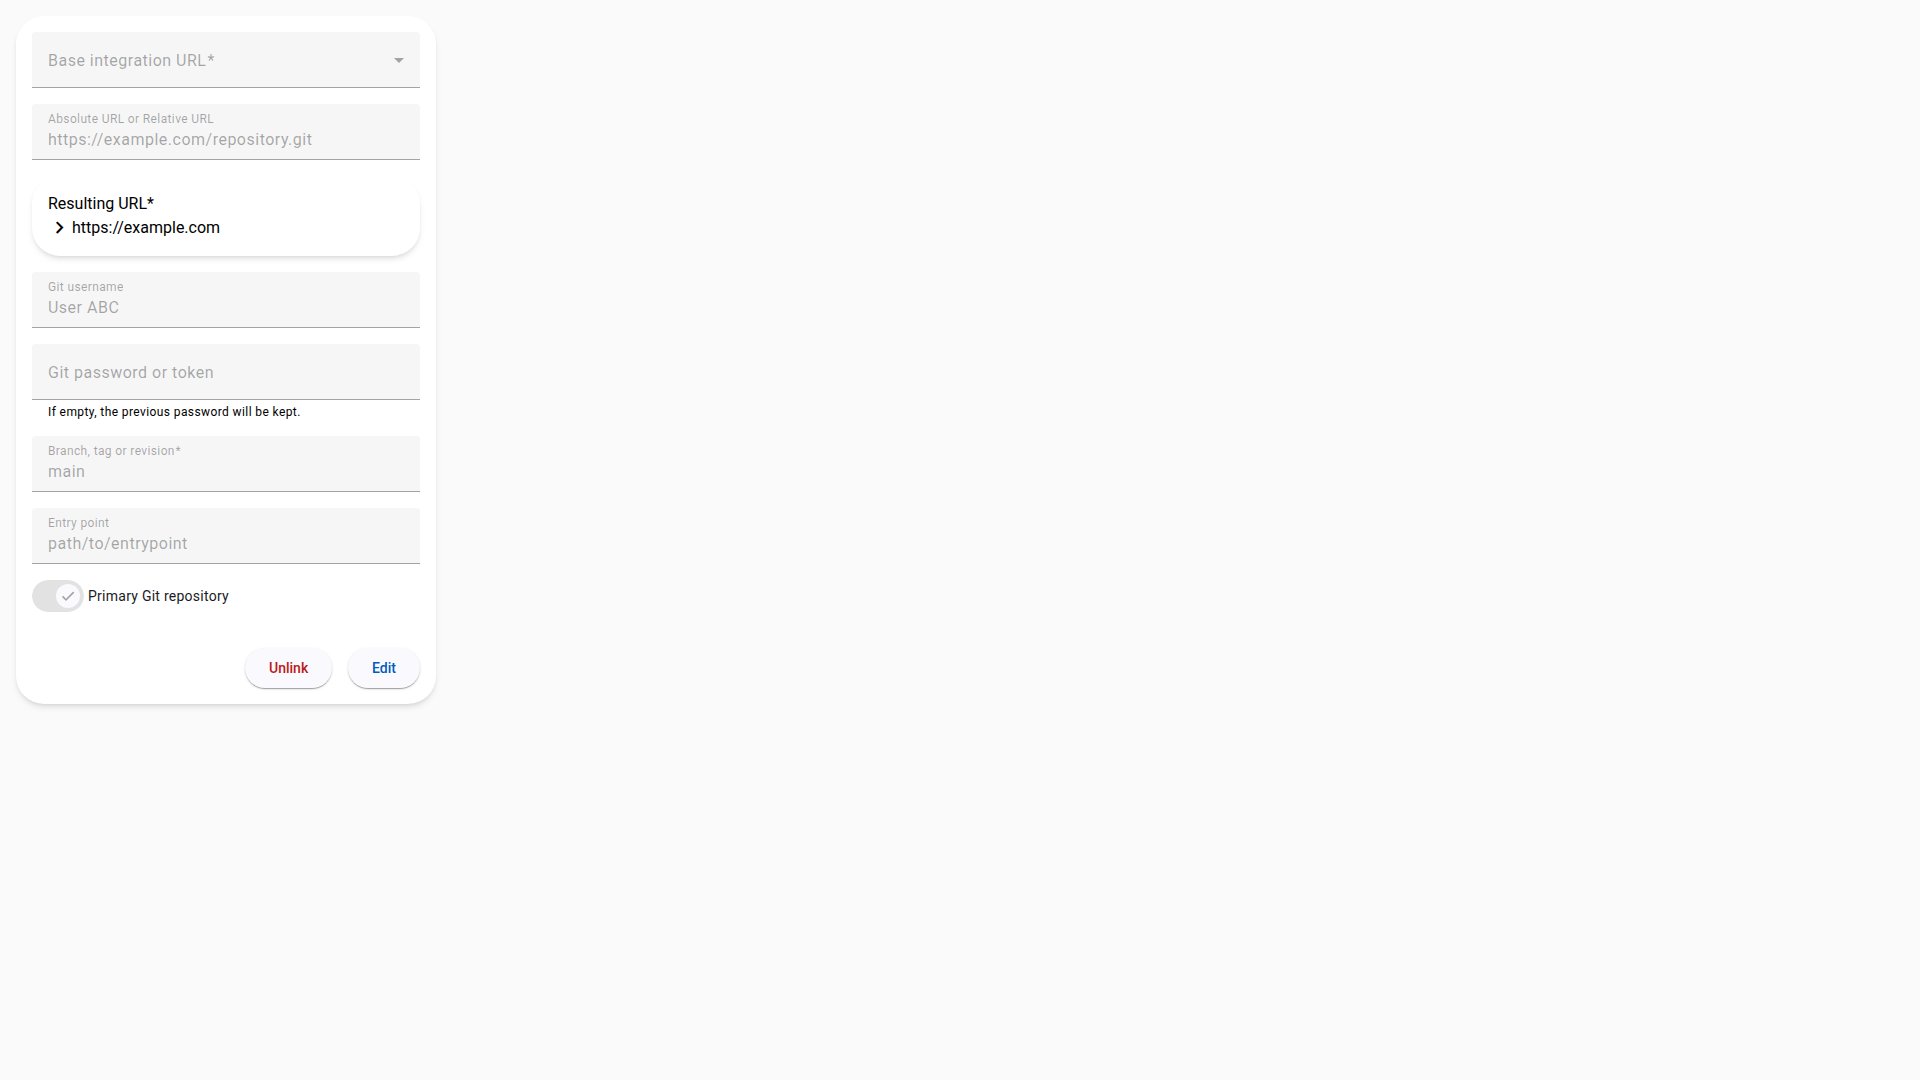 Base integration URL*
Absolute URL or Relative URL
https://example.com/repository.git
Resulting URL*
https://example.com
Git username
User ABC
Git password or token
If empty, the previous password will be kept.
Branch, tag or revision*
main
Entry point
path/to/entrypoint
Primary Git repository
Unlink
Edit